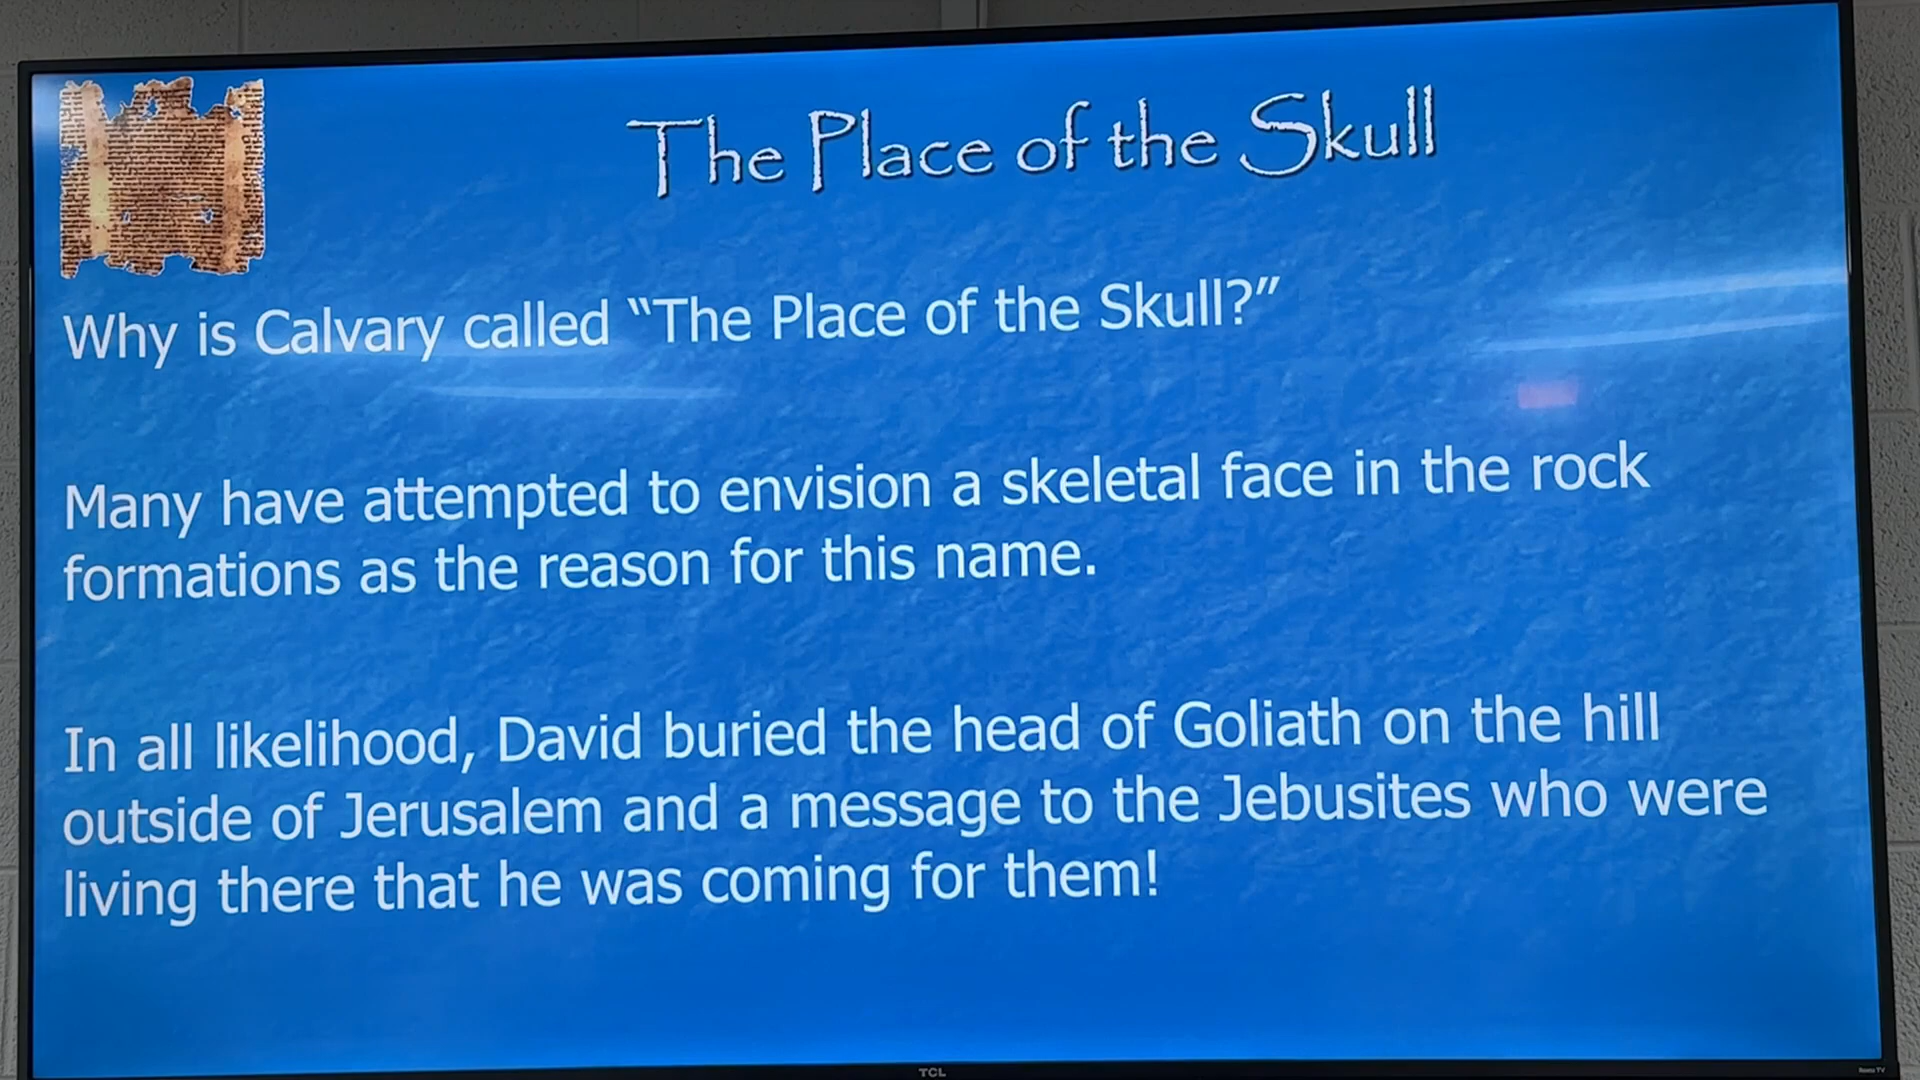 The Place of the Skull
Why is Calvary called “The Place of the Skull?”
Many have attempted to envision a skeletal face in the rock
formations as the reason for this name.
In all likelihood, David buried the head of Goliath on the hill
outside of Jerusalem and a message to the Jebusites who were
living there that he was coming for them!
TCL
Roku TV